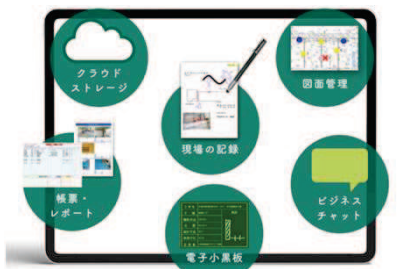 クラウド
ストレージ
図面管理
現場の記録
帳票・
レポート
ビジネス
チャット
電子小黒板